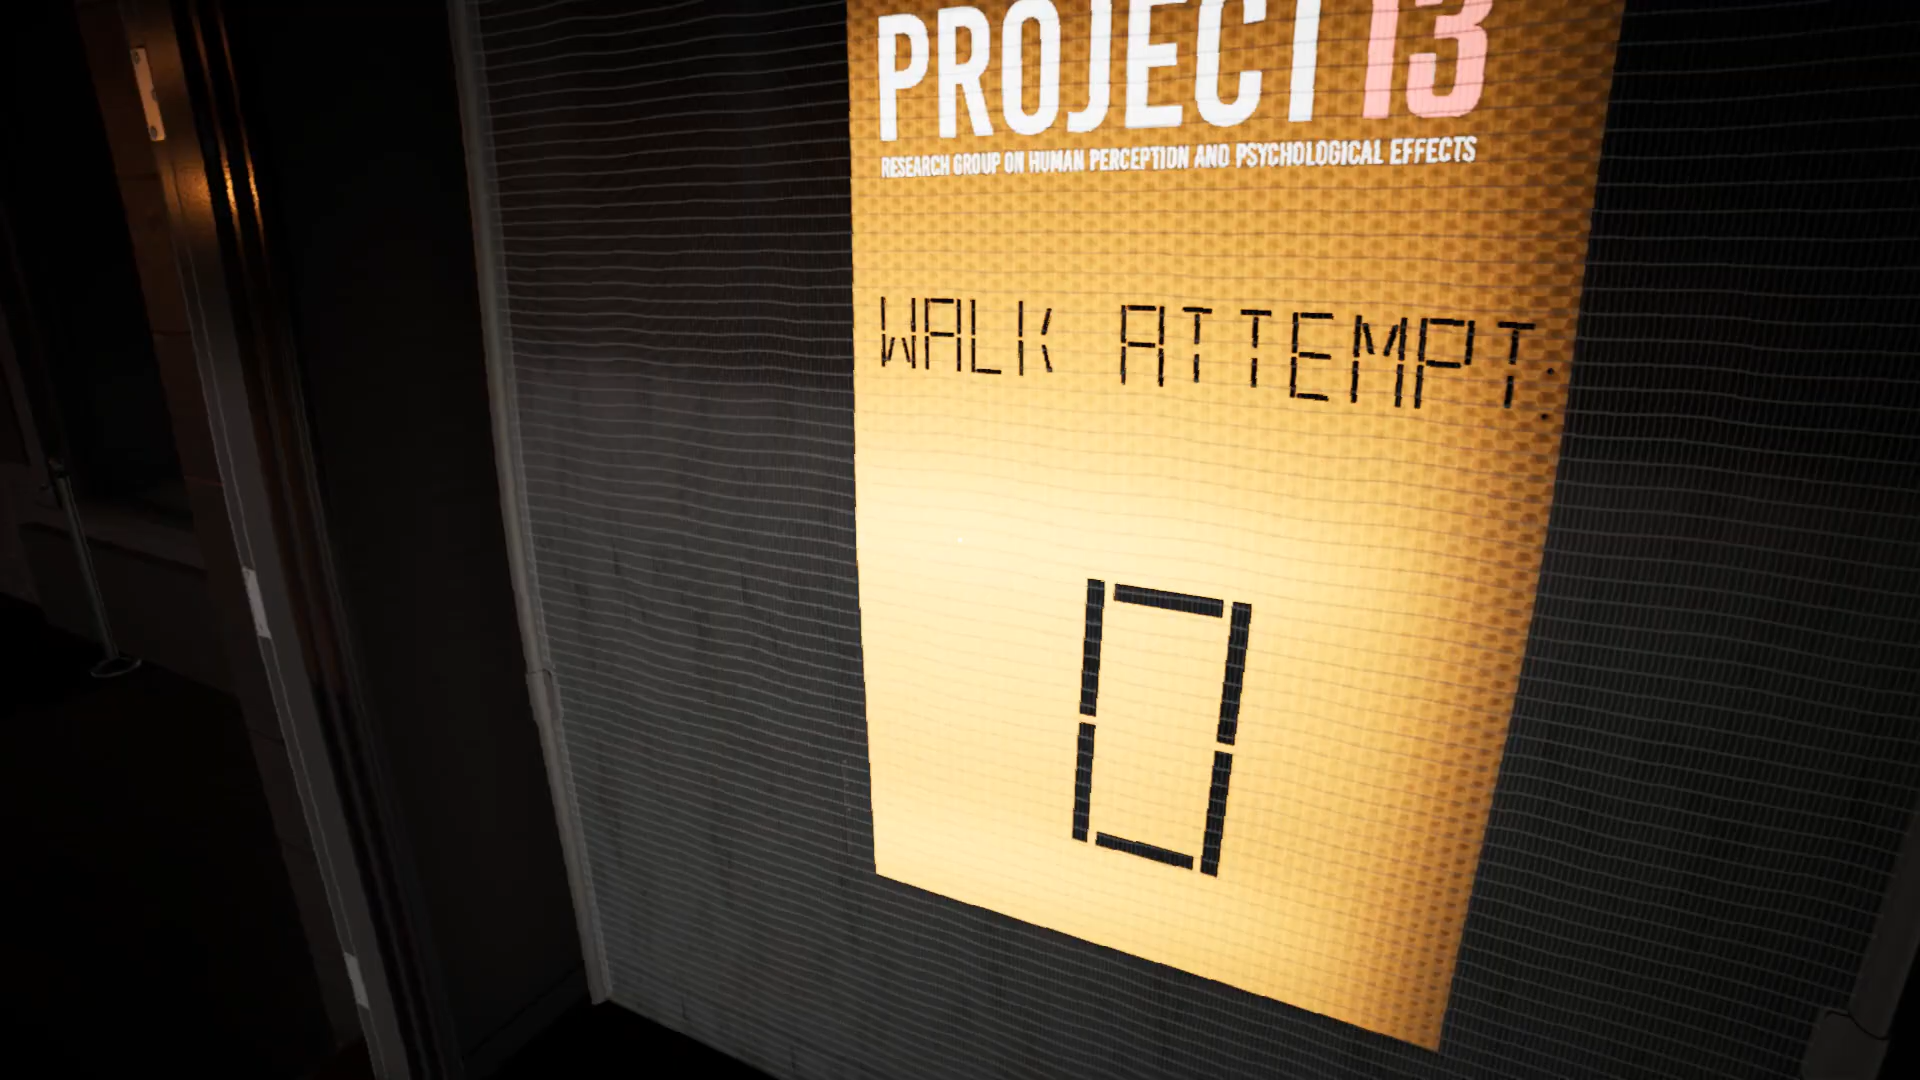 PROJECT 13
RESEARCH GROUP ON HUMAN PERCEPTION AND PSYCHOLOGICAL EFFECTS
WALK ATTEMPT:
0